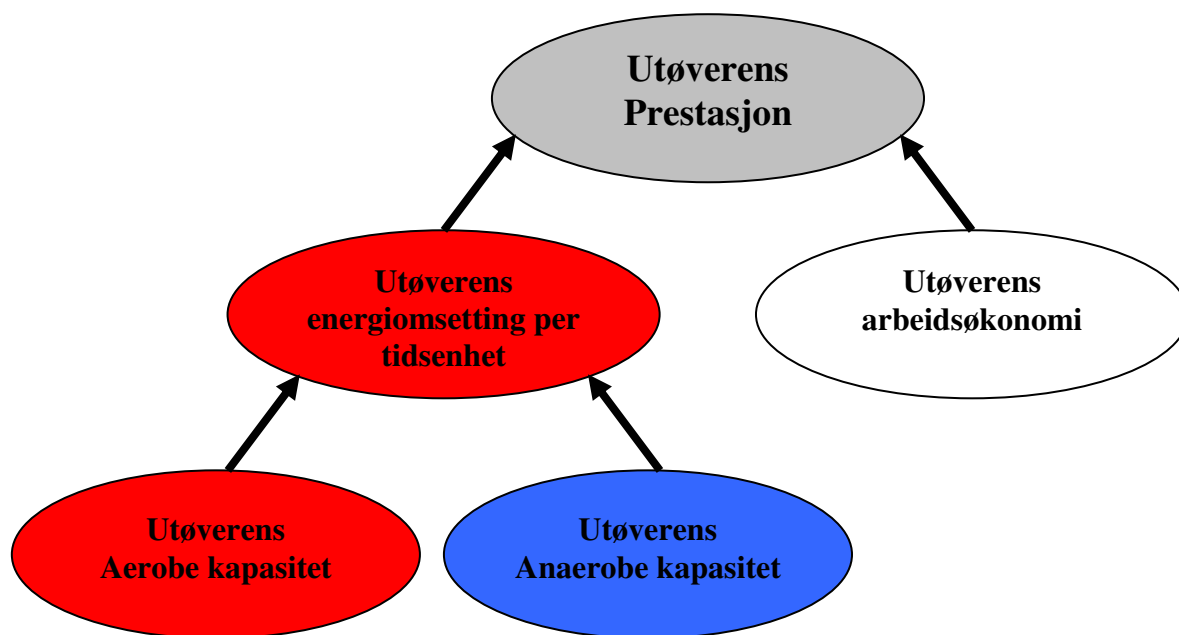 Utøverens
Prestasjon
Utøverens
energiomsetting per
tidsenhet
Utøverens
arbeidsøkonomi
Utøverens
Aerobe kapasitet
Utøverens
Anaerobe kapasitet